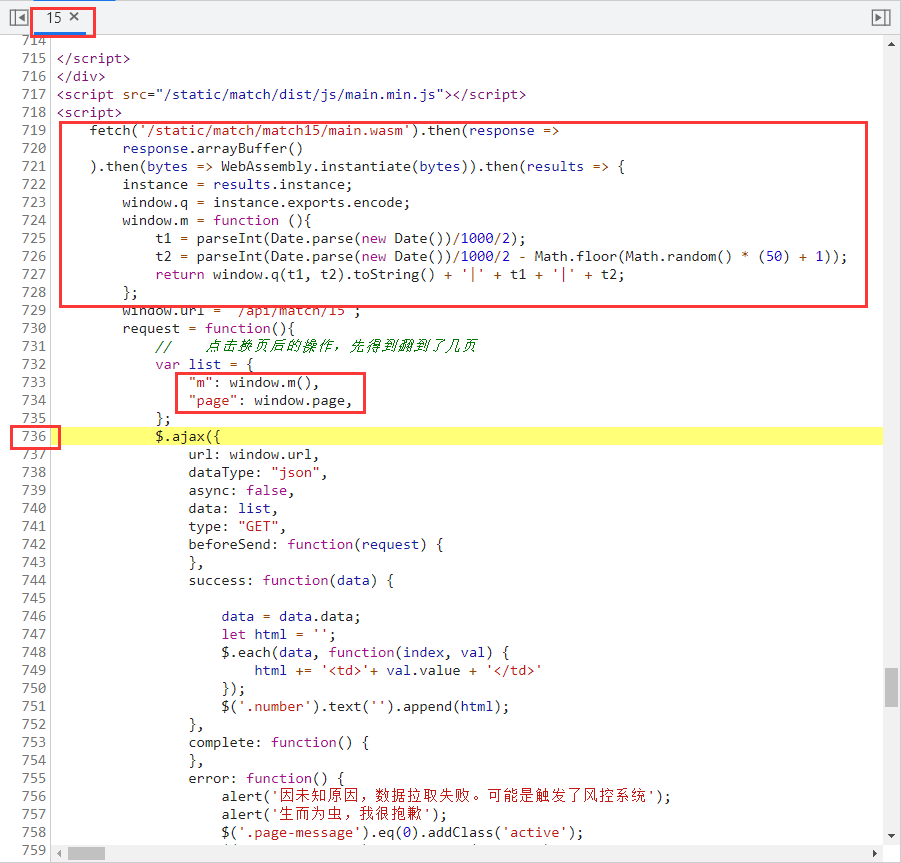 15 ×
714
715 </script>
716 </div>
717 <script src="/static/match/dist/js/main.min.js"></script>
718 <script>
719 fetch('/static/match/match15/main.wasm').then(response =>
720 response.arrayBuffer()
721 ).then(bytes => WebAssembly.instantiate(bytes)).then(results => {
722 instance = results.instance;
723 window.q = instance.exports.encode;
724 window.m = function (){
725 t1 = parseInt(Date.parse(new Date())/1000/2);
726 t2 = parseInt(Date.parse(new Date())/1000/2 - Math.floor(Math.random() * (50) + 1));
727 return window.q(t1, t2).toString() + '|' + t1 + '|' + t2;
728 };
729 window.url = '/api/match/15';
730 request = function(){
731 // 点击换页后的操作，先得到翻到了几页
732 var list = {
733 "m": window.m(),
734 "page": window.page,
735 };
736 $.ajax({
737 url: window.url,
738 dataType: "json",
739 async: false,
740 data: list,
741 type: "GET",
742 beforeSend: function(request) {
743 },
744 success: function(data) {
745
746 data = data.data;
747 let html = '';
748 $.each(data, function(index, val) {
749 html += '<td>'+ val.value + '</td>'
750 });
751 $('.number').text('').append(html);
752 },
753 complete: function() {
754 },
755 error: function() {
756 alert('因未知原因，数据拉取失败。可能是触发了风控系统');
757 alert('生而为虫，我很抱歉');
758 $('.page-message').eq(0).addClass('active');
759